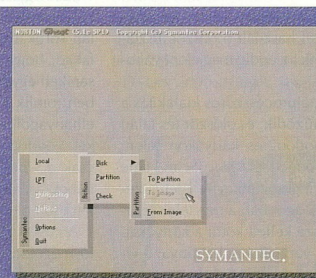 NORTON Ghost Copyright (C) Symantec Corporation
Local
LPT
Options
Quit
Symantec
Disk
Partition
Check
Action
To Partition
To Image
From Image
Partition
SYMANTEC.